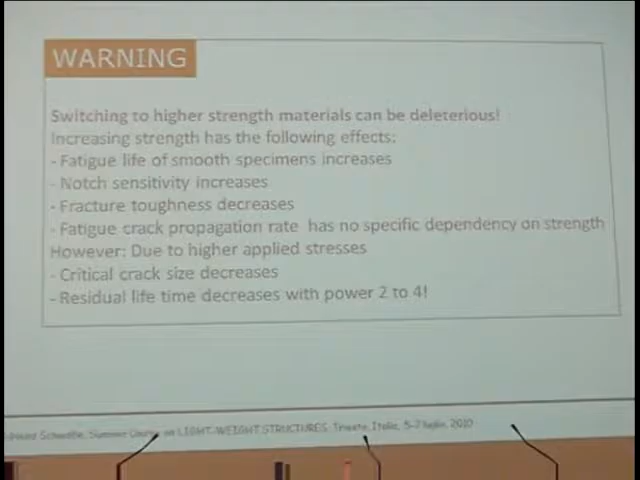 WARNING
Switching to higher strength materials can be deleterious!
Increasing strength has the following effects:
- Fatigue life of smooth specimens increases
- Notch sensitivity increases
- Fracture toughness decreases
- Fatigue crack propagation rate has no specific dependency on strength
However: Due to higher applied stresses
- Critical crack size decreases
- Residual life time decreases with power 2 to 4!
Summer Course on LIGHT-WEIGHT STRUCTURES, Trieste, Italia, 5-7 luglio, 2010